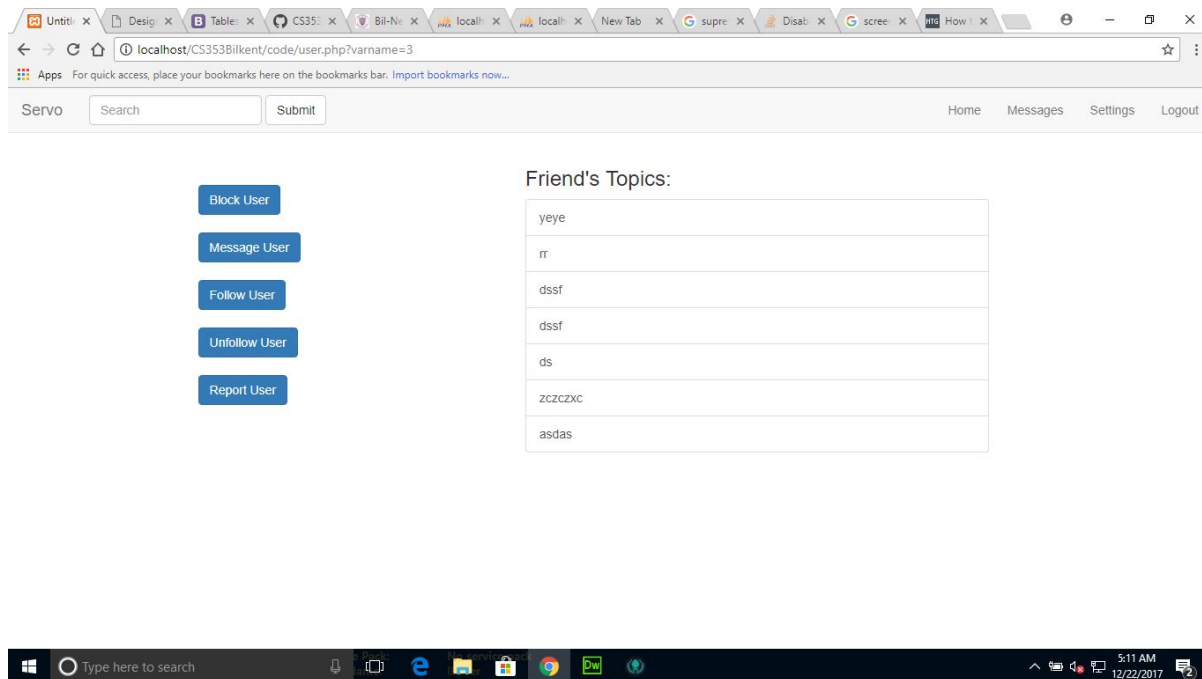 Untitl Desig Tables CS353 Bil-Ne localh localh New Tab supre Disab scree How t
localhost/CS353Bilkent/code/user.php?varname=3
Apps For quick access, place your bookmarks here on the bookmarks bar. Import bookmarks now...
Servo Search Submit Home Messages Settings Logout
Friend's Topics:
Block User
yeye
Message User
rr
Follow User
dssf
dssf
Unfollow User
ds
Report User
zczczxc
asdas
Type here to search
5:11 AM
12/22/2017